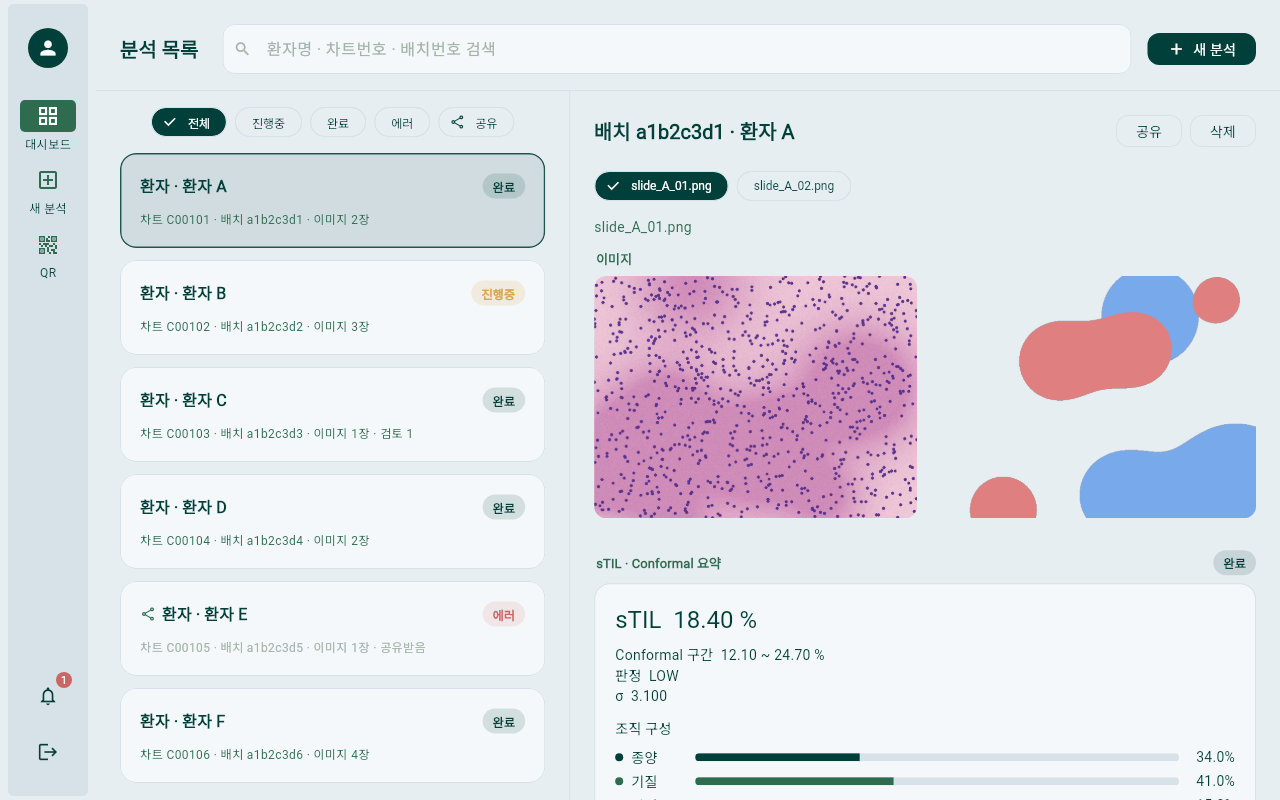 분석 목록
환자명 · 차트번호 · 배치번호 검색
새 분석
대시보드
새 분석
QR
1
전체
진행중
완료
에러
공유
환자 · 환자 A
완료
차트 C00101 · 배치 a1b2c3d1 · 이미지 2장
환자 · 환자 B
진행중
차트 C00102 · 배치 a1b2c3d2 · 이미지 3장
환자 · 환자 C
완료
차트 C00103 · 배치 a1b2c3d3 · 이미지 1장 · 검토 1
환자 · 환자 D
완료
차트 C00104 · 배치 a1b2c3d4 · 이미지 2장
환자 · 환자 E
에러
차트 C00105 · 배치 a1b2c3d5 · 이미지 1장 · 공유받음
환자 · 환자 F
완료
차트 C00106 · 배치 a1b2c3d6 · 이미지 4장
배치 a1b2c3d1 · 환자 A
공유
삭제
slide_A_01.png
slide_A_02.png
slide_A_01.png
이미지
sTIL · Conformal 요약
완료
sTIL 18.40 %
Conformal 구간 12.10 ~ 24.70 %
판정 LOW
σ 3.100
조직 구성
종양
34.0%
기질
41.0%